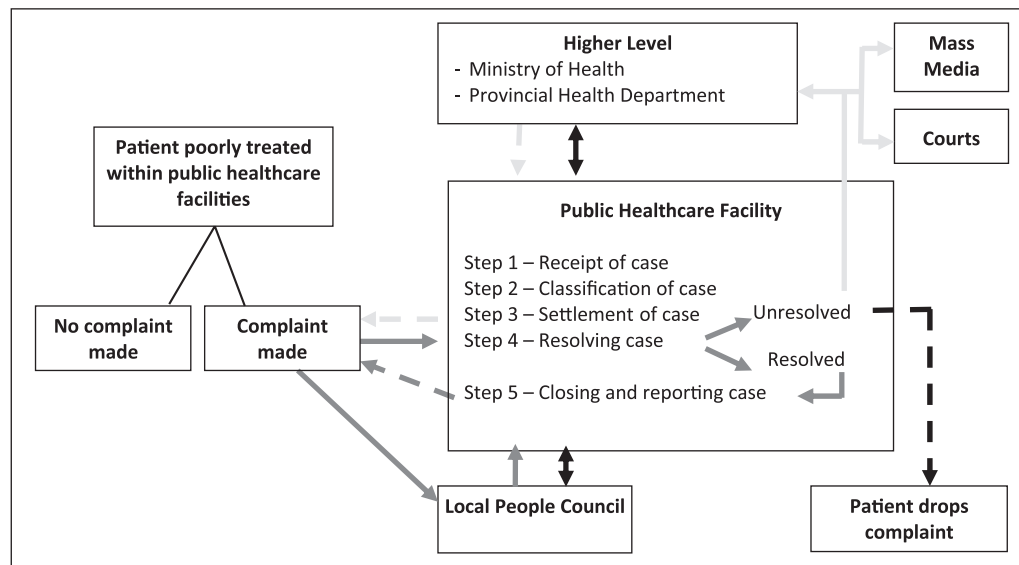 Higher Level
- Ministry of Health
- Provincial Health Department
Mass
Media
Courts
Patient poorly treated
within public healthcare
facilities
No complaint
made
Complaint
made
Public Healthcare Facility
Step 1 – Receipt of case
Step 2 – Classification of case
Step 3 – Settlement of case
Step 4 – Resolving case
Unresolved
Resolved
Step 5 – Closing and reporting case
Local People Council
Patient drops
complaint